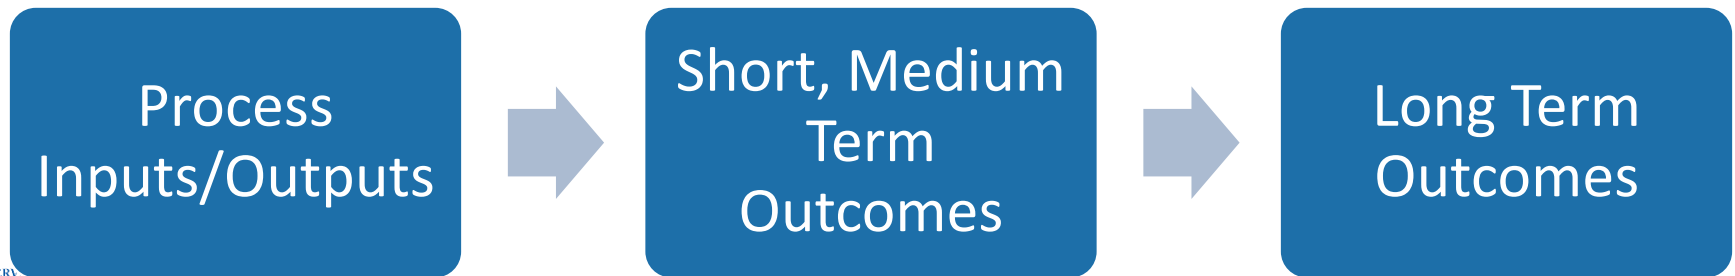 Process
Inputs/Outputs
Short, Medium
Term
Outcomes
Long Term
Outcomes